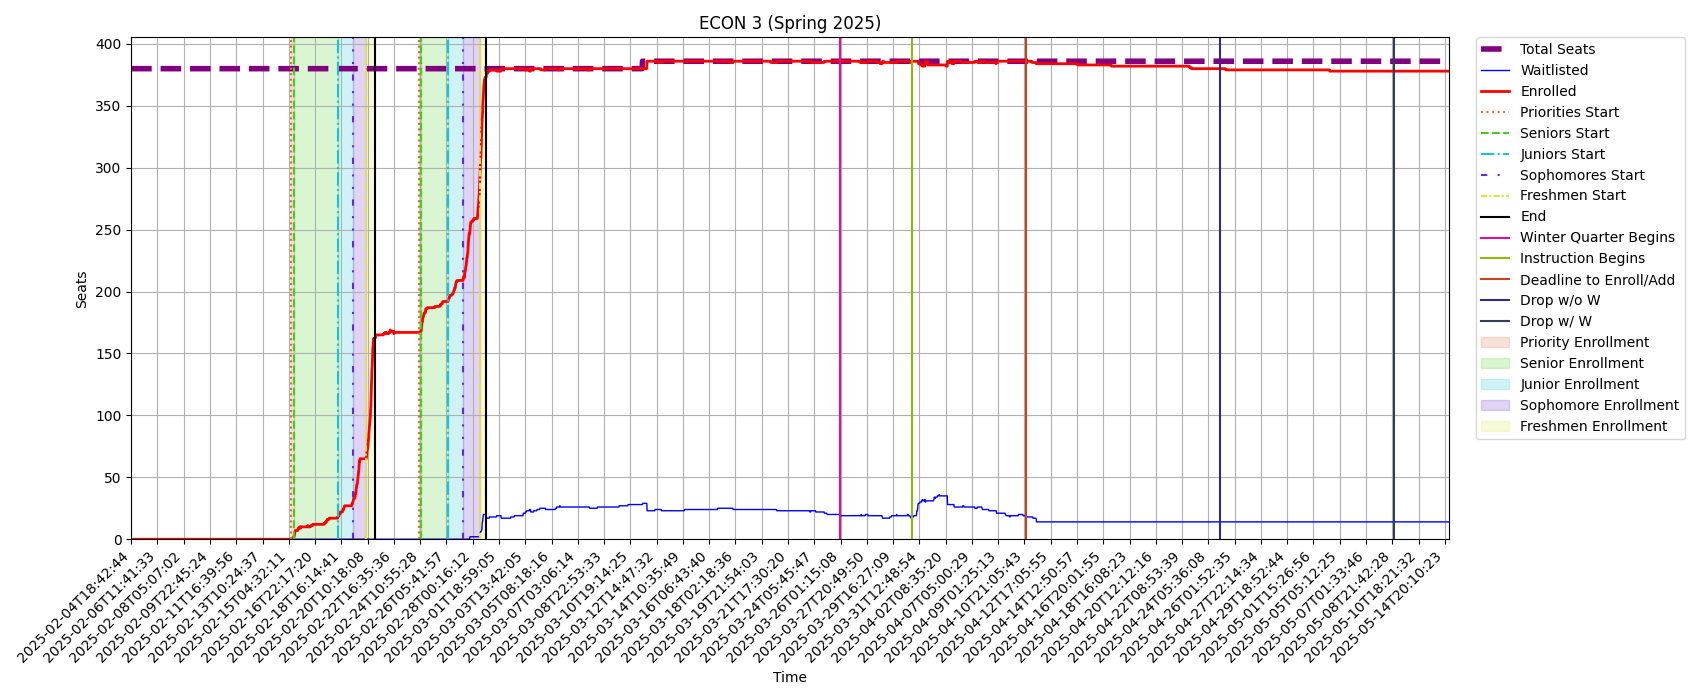 ECON 3 (Spring 2025)
Seats
400
350
300
250
200
150
100
50
0
2025-02-04T18:42:44
2025-02-06T11:41:33
2025-02-08T05:07:02
2025-02-09T22:45:24
2025-02-11T16:39:56
2025-02-13T10:24:37
2025-02-15T04:32:11
2025-02-16T22:17:20
2025-02-18T16:14:41
2025-02-20T10:18:08
2025-02-22T16:35:36
2025-02-24T10:55:28
2025-02-26T05:41:57
2025-02-28T00:16:12
2025-03-01T18:59:05
2025-03-03T13:42:05
2025-03-05T08:18:16
2025-03-07T03:06:14
2025-03-08T22:53:33
2025-03-10T19:14:25
2025-03-12T14:47:32
2025-03-14T10:35:49
2025-03-16T06:43:40
2025-03-18T02:18:36
2025-03-19T21:54:03
2025-03-21T17:30:20
2025-03-24T05:45:47
2025-03-26T01:15:08
2025-03-27T20:49:50
2025-03-29T16:27:09
2025-03-31T12:48:54
2025-04-02T08:35:20
2025-04-07T05:00:29
2025-04-09T01:25:13
2025-04-10T21:05:43
2025-04-12T17:05:55
2025-04-14T12:50:57
2025-04-16T20:01:55
2025-04-18T16:08:23
2025-04-20T12:12:16
2025-04-22T08:53:39
2025-04-24T05:36:08
2025-04-26T01:52:35
2025-04-27T22:14:34
2025-04-29T18:52:44
2025-05-01T15:26:56
2025-05-05T05:12:25
2025-05-07T01:33:46
2025-05-08T21:42:28
2025-05-10T18:21:32
2025-05-14T20:10:23
Time
Total Seats
Waitlisted
Enrolled
Priorities Start
Seniors Start
Juniors Start
Sophomores Start
Freshmen Start
End
Winter Quarter Begins
Instruction Begins
Deadline to Enroll/Add
Drop w/o W
Drop w/ W
Priority Enrollment
Senior Enrollment
Junior Enrollment
Sophomore Enrollment
Freshmen Enrollment